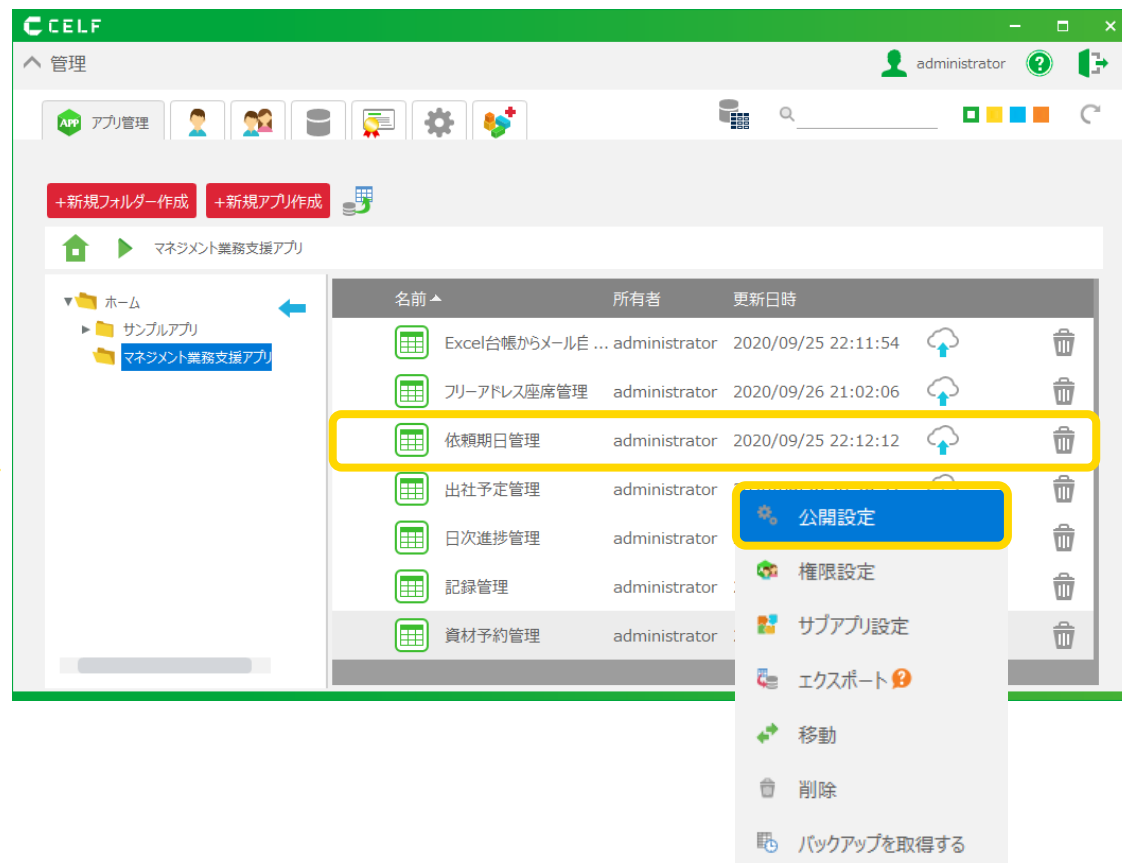 CELF
管理
administrator
APP アプリ管理
+新規フォルダー作成 +新規アプリ作成
マネジメント業務支援アプリ
ホーム
サンプルアプリ
マネジメント業務支援アプリ
名前 所有者 更新日時
Excel台帳からメール自 ... administrator 2020/09/25 22:11:54
フリーアドレス座席管理 administrator 2020/09/26 21:02:06
依頼期日管理 administrator 2020/09/25 22:12:12
出社予定管理 administrator
日次進捗管理 administrator
記録管理 administrator
資材予約管理 administrator
公開設定
権限設定
サブアプリ設定
エクスポート
移動
削除
バックアップを取得する